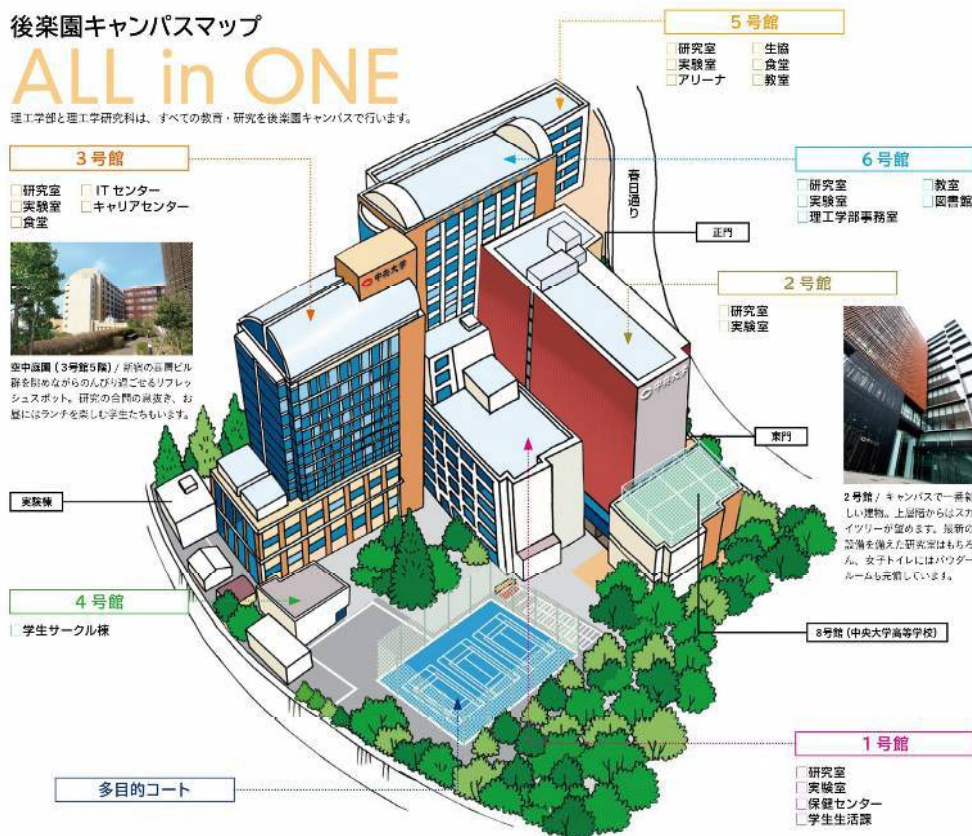 後楽園キャンパスマップ
ALL in ONE
理工学部と理工学研究科は、すべての教育・研究を後楽園キャンパスで行います。
5号館
研究室 生協
実験室 食堂
アリーナ 教室
3号館
研究室 ITセンター
実験室 キャリアセンター
食堂
6号館
研究室 教室
実験室 図書館
理工学部事務室
春日通り
正門
中央大学
2号館
研究室
実験室
中央大学
空中庭園(3号館5階)/ 新宿の高層ビル
群を眺めながらのんびり過ごせるリフレッ
シュスポット。研究の合間の息抜き、お
昼にはランチを楽しむ学生たちもいます。
東門
実験棟
2号館 / キャンパスで一番新
しい建物。上層階からはスカ
イツリーが望めます。最新の
設備を備えた研究室はもちろ
ん、女子トイレにはパウダー
ルームも完備しています。
4号館
学生サークル棟
8号館(中央大学高等学校)
1号館
研究室
実験室
保健センター
学生生活課
多目的コート